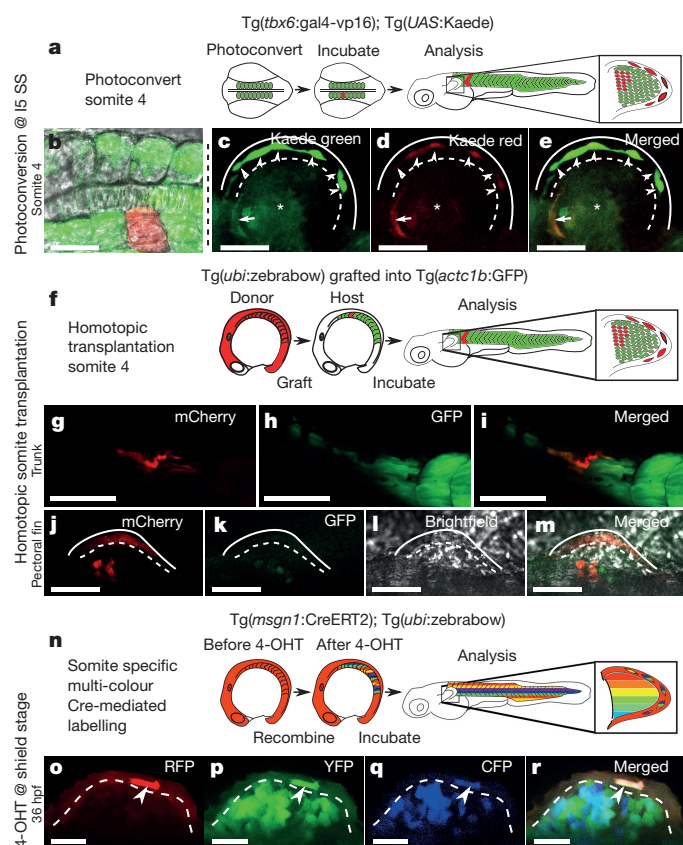 Tg(tbx6:gal4-vp16); Tg(UAS:Kaede)
a
Photoconvert
Incubate
Analysis
Photoconvert
somite 4
Photoconversion @ I5 SS
Somite 4
b
c
Kaede green
d
Kaede red
e
Merged
*
*
*
Tg(ubi:zebrabow) grafted into Tg(actc1b:GFP)
f
Donor
Host
Analysis
Homotopic
transplantation
somite 4
Graft
Incubate
Homotopic somite transplantation
Trunk
g
mCherry
h
GFP
i
Merged
Pectoral fin
j
mCherry
k
GFP
l
Brightfield
m
Merged
Tg(msgn1:CreERT2); Tg(ubi:zebrabow)
n
Before 4-OHT
After 4-OHT
Analysis
Somite specific
multi-colour
Cre-mediated
labelling
Recombine
Incubate
4-OHT @ shield stage
36 hpf
o
RFP
p
YFP
q
CFP
r
Merged